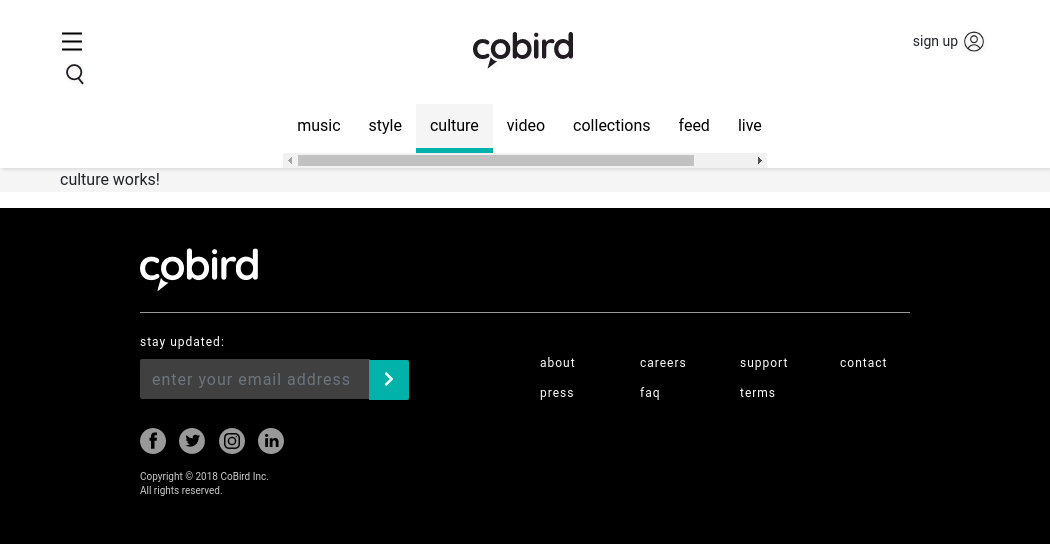 cobird
sign up
music style culture video collections feed live
culture works!
cobird
stay updated:
enter your email address
about careers support contact
press faq terms
Copyright © 2018 CoBird Inc.
All rights reserved.